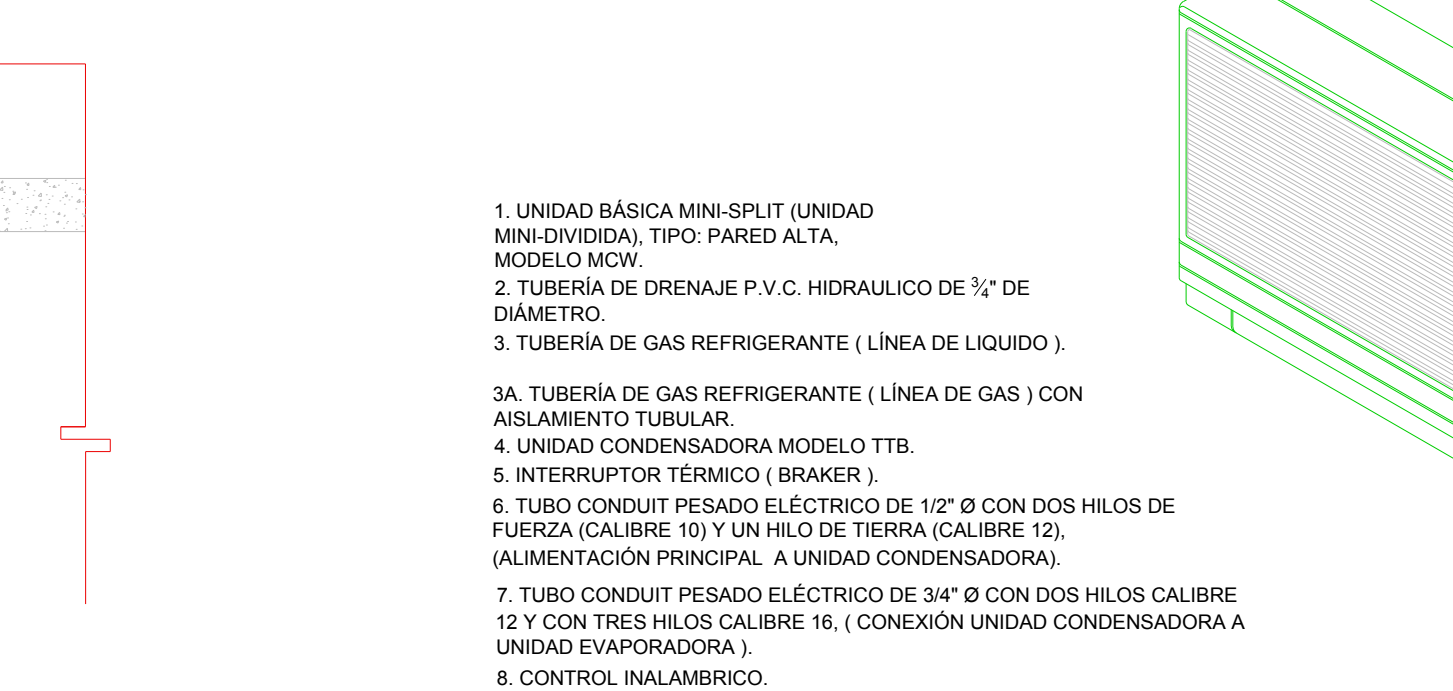 1. UNIDAD BÁSICA MINI-SPLIT (UNIDAD
MINI-DIVIDIDA), TIPO: PARED ALTA,
MODELO MCW.
2. TUBERÍA DE DRENAJE P.V.C. HIDRAULICO DE ¾" DE
DIÁMETRO.
3. TUBERÍA DE GAS REFRIGERANTE ( LÍNEA DE LIQUIDO ).
3A. TUBERÍA DE GAS REFRIGERANTE ( LÍNEA DE GAS ) CON
AISLAMIENTO TUBULAR.
4. UNIDAD CONDENSADORA MODELO TTB.
5. INTERRUPTOR TÉRMICO ( BRAKER ).
6. TUBO CONDUIT PESADO ELÉCTRICO DE 1/2" Ø CON DOS HILOS DE
FUERZA (CALIBRE 10) Y UN HILO DE TIERRA (CALIBRE 12),
(ALIMENTACIÓN PRINCIPAL A UNIDAD CONDENSADORA).
7. TUBO CONDUIT PESADO ELÉCTRICO DE 3/4" Ø CON DOS HILOS CALIBRE
12 Y CON TRES HILOS CALIBRE 16, ( CONEXIÓN UNIDAD CONDENSADORA A
UNIDAD EVAPORADORA ).
8. CONTROL INALAMBRICO.